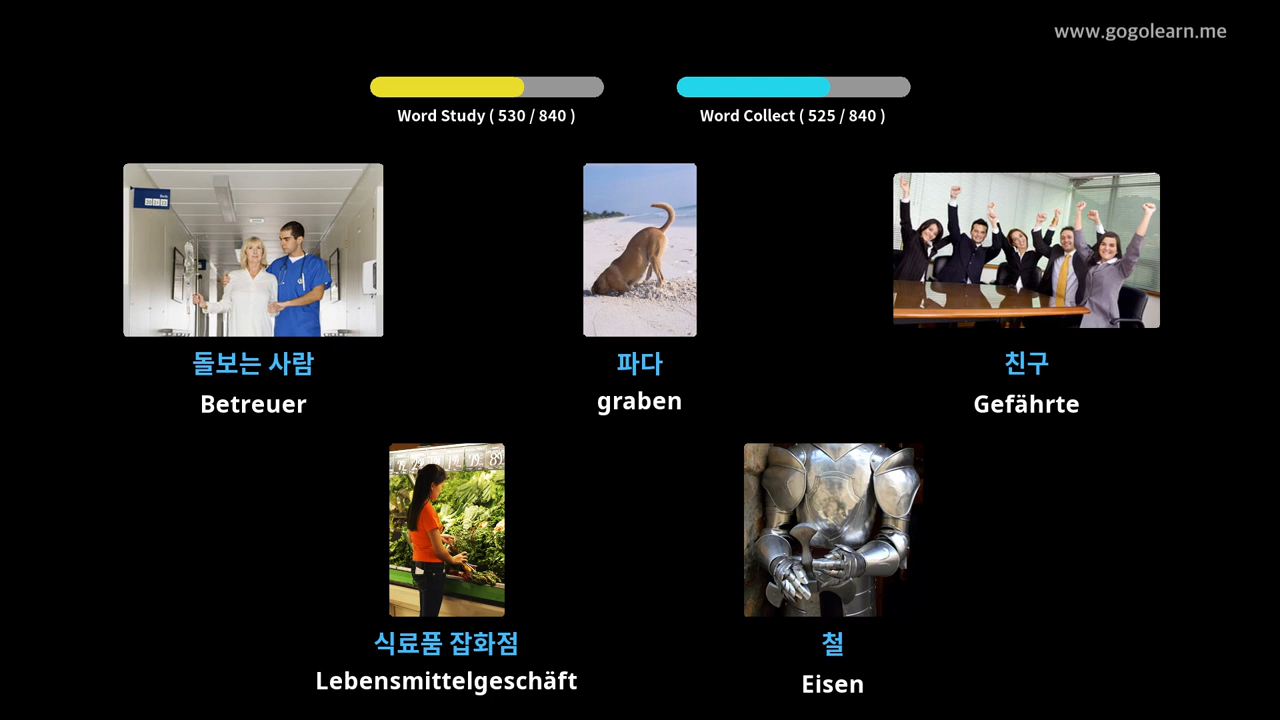 www.gogolearn.me
Word Study ( 530 / 840 )
Word Collect ( 525 / 840 )
돌보는 사람
Betreuer
파다
graben
친구
Gefährte
식료품 잡화점
Lebensmittelgeschäft
철
Eisen